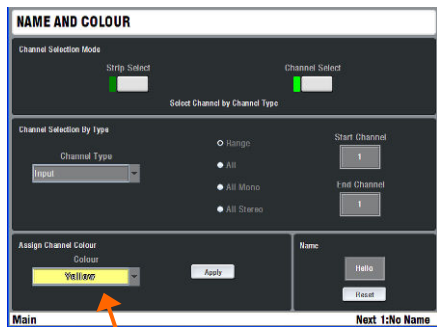 NAME AND COLOUR
Channel Selection Mode
Strip Select
Channel Select
Select Channel by Channel Type
Channel Selection By Type
Channel Type
Input
Range
All
All Mono
All Stereo
Start Channel
1
End Channel
1
Assign Channel Colour
Colour
Yellow
Apply
Name
Hello
Reset
Main
Next 1:No Name